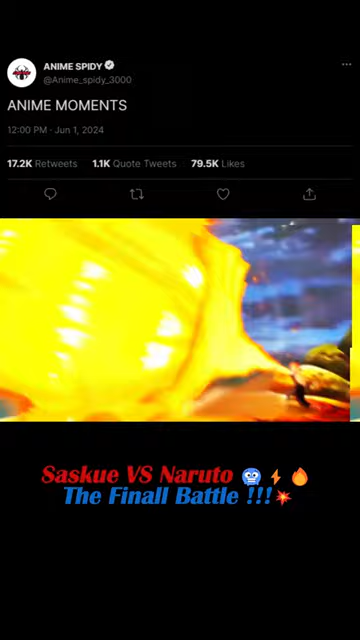 ANIME SPIDY
@Anime_spidy_3000
ANIME MOMENTS
12:00 PM · Jun 1, 2024
17.2K Retweets 1.1K Quote Tweets 79.5K Likes
Saskue VS Naruto 🥶⚡🔥
The Finall Battle !!!💥